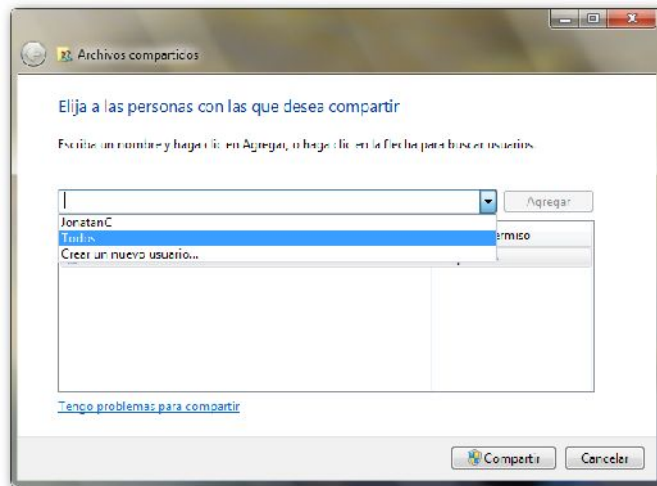 Archivos compartidos
Elija a las personas con las que desea compartir
Escriba un nombre y haga clic en Agregar, o haga clic en la flecha para buscar usuarios.
Agregar
JonatanC
Todos
ermiso
Crear un nuevo usuario...
Tengo problemas para compartir
Compartir
Cancelar